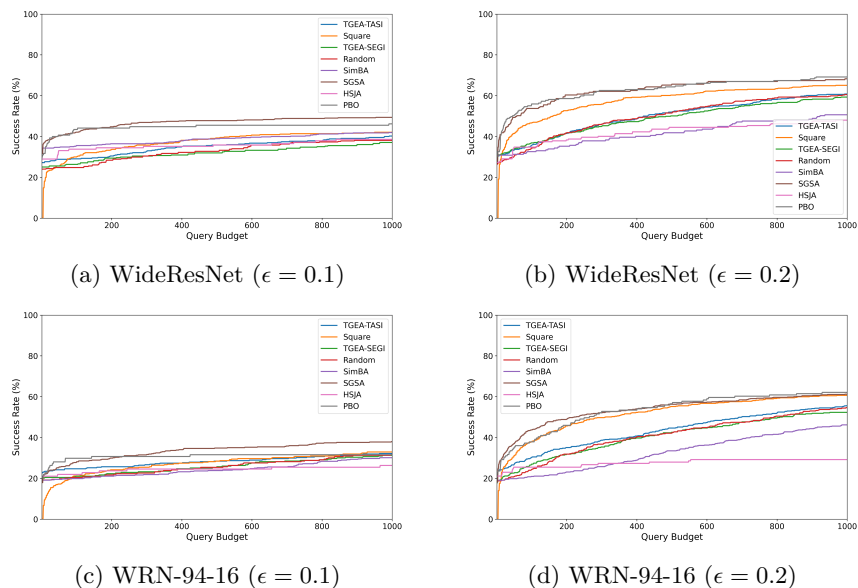 100
80
60
40
20
0
Success Rate (%)
200 400 600 800 1000
Query Budget
TGEA-TASI
Square
TGEA-SEGI
Random
SimBA
SGSA
HSJA
PBO
(a) WideResNet (ϵ = 0.1)
100
80
60
40
20
0
Success Rate (%)
200 400 600 800 1000
Query Budget
TGEA-TASI
Square
TGEA-SEGI
Random
SimBA
SGSA
HSJA
PBO
(b) WideResNet (ϵ = 0.2)
100
80
60
40
20
0
Success Rate (%)
200 400 600 800 1000
Query Budget
TGEA-TASI
Square
TGEA-SEGI
Random
SimBA
SGSA
HSJA
PBO
(c) WRN-94-16 (ϵ = 0.1)
100
80
60
40
20
0
Success Rate (%)
200 400 600 800 1000
Query Budget
TGEA-TASI
Square
TGEA-SEGI
Random
SimBA
SGSA
HSJA
PBO
(d) WRN-94-16 (ϵ = 0.2)